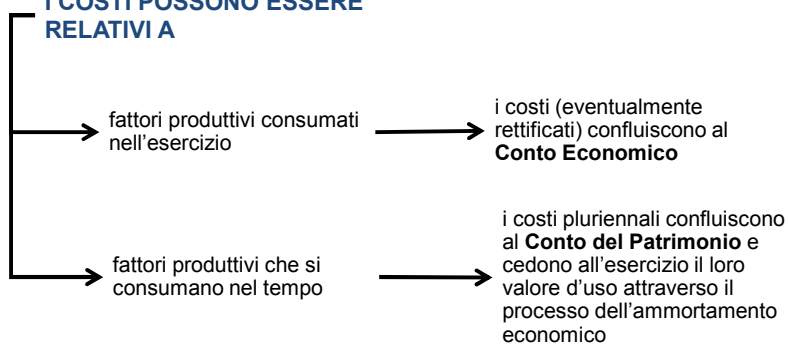 I COSTI POSSONO ESSERE
RELATIVI A
fattori produttivi consumati
nell’esercizio
i costi (eventualmente
rettificati) confluiscono al
Conto Economico
fattori produttivi che si
consumano nel tempo
i costi pluriennali confluiscono
al Conto del Patrimonio e
cedono all’esercizio il loro
valore d’uso attraverso il
processo dell’ammortamento
economico